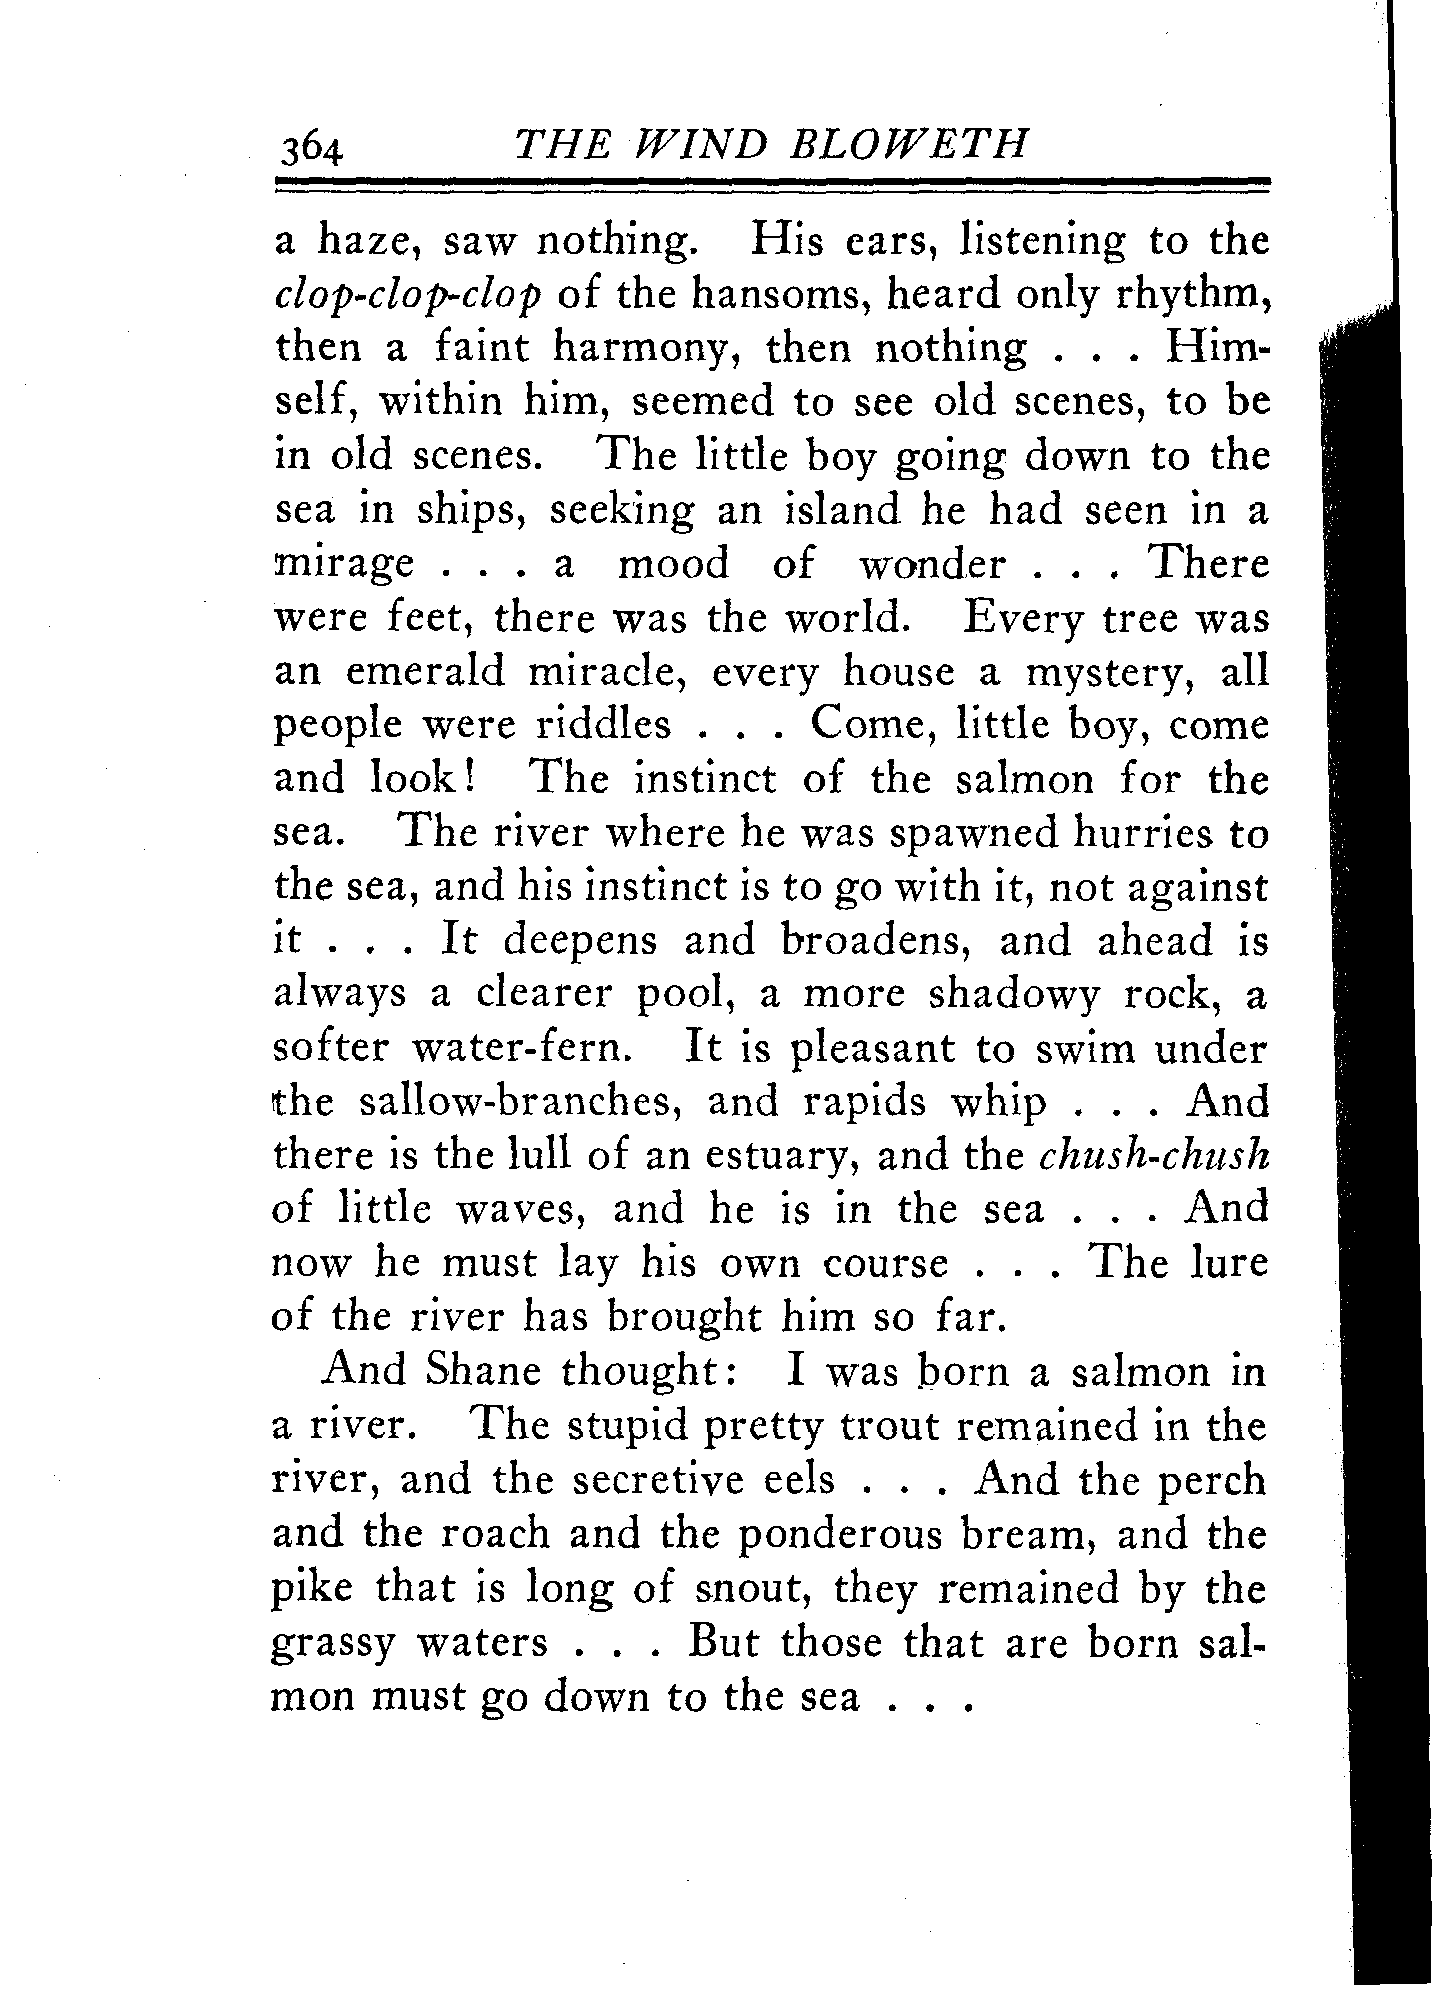 364 THE WIND BLOWETH
a haze, saw nothing. His ears, listening to the
clop-clop-clop of the hansoms, heard only rhythm,
then a faint harmony, then nothing . . . Him-
self, within him, seemed to see old scenes, to be
in old scenes. The little boy going down to the
sea in ships, seeking an island he had seen in a
mirage . . . a mood of wonder . . . There
were feet, there was the world. Every tree was
an emerald miracle, every house a mystery, all
people were riddles . . . Come, little boy, come
and look! The instinct of the salmon for the
sea. The river where he was spawned hurries to
the sea, and his instinct is to go with it, not against
it . . . It deepens and broadens, and ahead is
always a clearer pool, a more shadowy rock, a
softer water-fern. It is pleasant to swim under
the sallow-branches, and rapids whip . . . And
there is the lull of an estuary, and the chush-chush
of little waves, and he is in the sea . . . And
now he must lay his own course . . . The lure
of the river has brought him so far.
And Shane thought: I was born a salmon in
a river. The stupid pretty trout remained in the
river, and the secretive eels . . . And the perch
and the roach and the ponderous bream, and the
pike that is long of snout, they remained by the
grassy waters . . . But those that are born sal-
mon must go down to the sea . . .